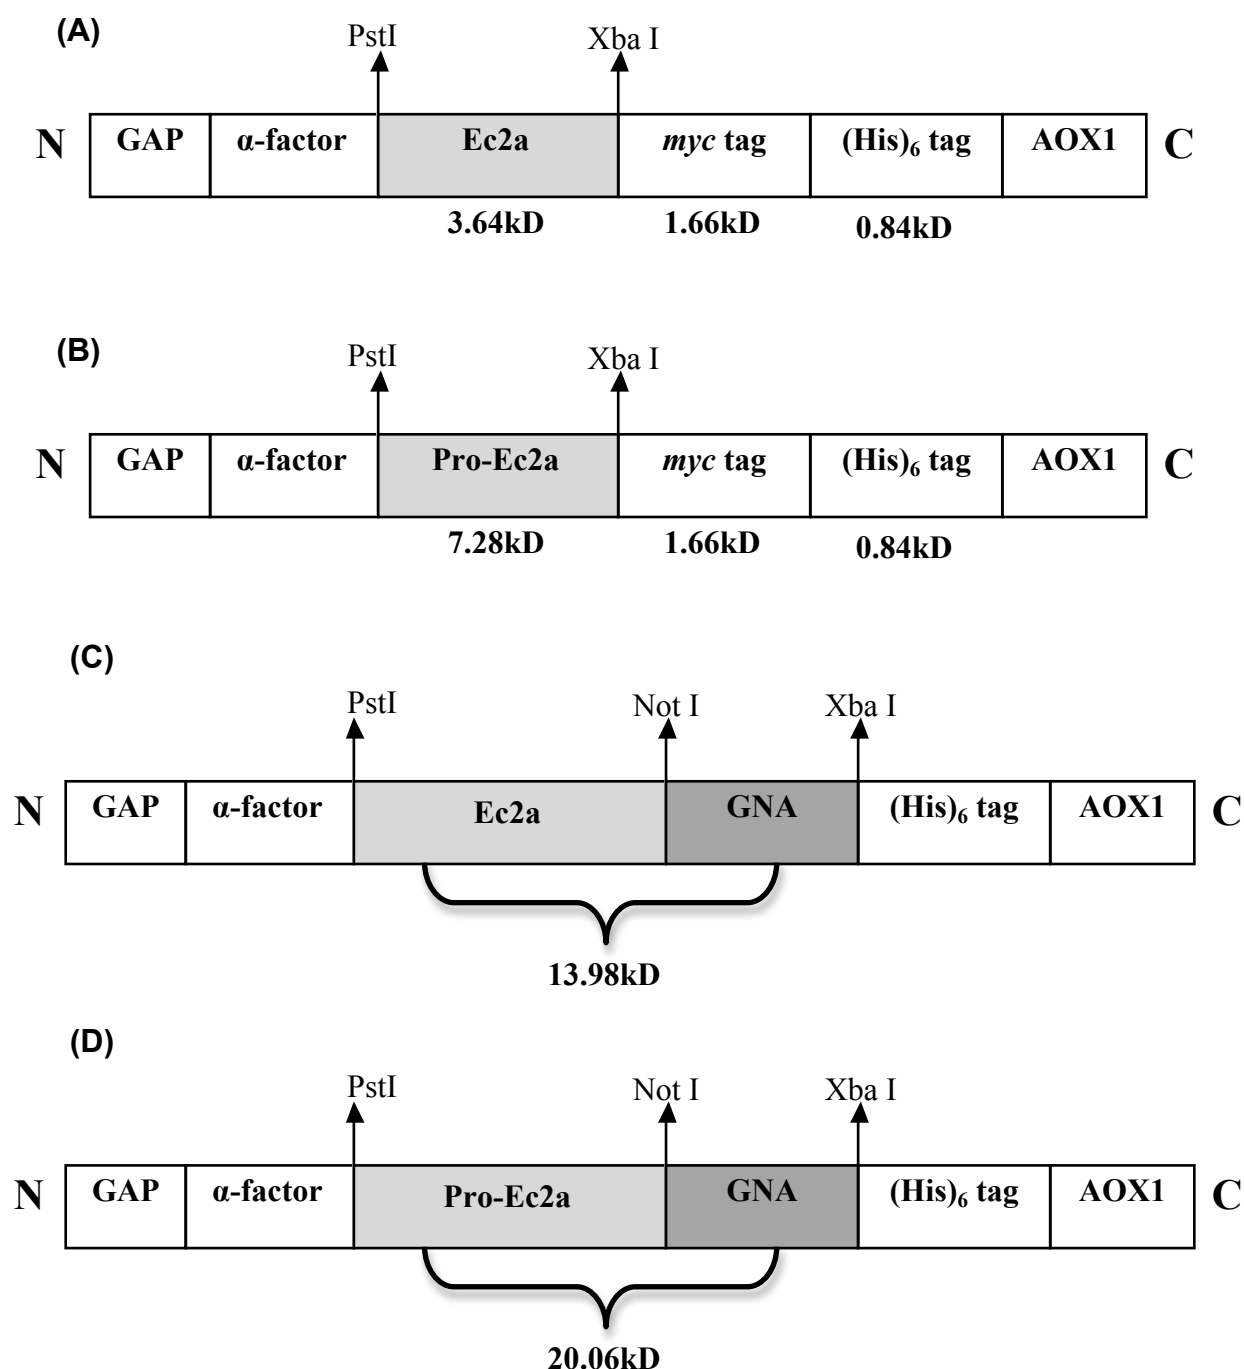 (A)
PstI Xba I
N GAP α-factor Ec2a myc tag (His)₆ tag AOX1 C
3.64kD 1.66kD 0.84kD
(B)
PstI Xba I
N GAP α-factor Pro-Ec2a myc tag (His)₆ tag AOX1 C
7.28kD 1.66kD 0.84kD
(C)
PstI Not I Xba I
N GAP α-factor Ec2a GNA (His)₆ tag AOX1 C
13.98kD
(D)
PstI Not I Xba I
N GAP α-factor Pro-Ec2a GNA (His)₆ tag AOX1 C
20.06kD